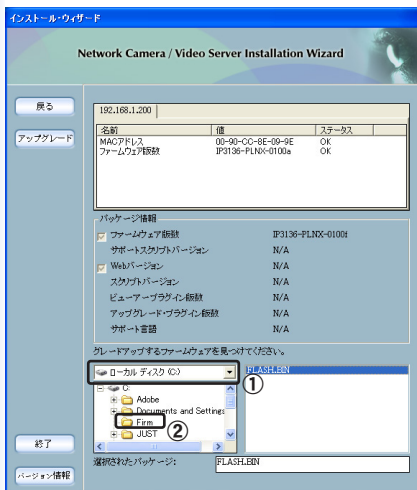 インストール・ウィザード
Network Camera / Video Server Installation Wizard
戻る
アップグレード
192.168.1.200
名前 値 ステータス
MACアドレス 00-90-CC-8E-09-9E OK
ファームウェア版数 IP3136-PLNX-0100a OK
パッケージ情報
ファームウェア版数 IP3136-PLNX-0100f
サポートスクリプトバージョン N/A
Webバージョン N/A
スクリプトバージョン N/A
ビューアープラグイン版数 N/A
アップグレード・プラグイン版数 N/A
サポート言語 N/A
グレードアップするファームウェアを見つけてください。
ローカル ディスク (C:)
FLASH.BIN
①
C:
Adobe
Documents and Settings
Firm
②
JUST
終了
選択されたパッケージ: FLASH.BIN
バージョン情報